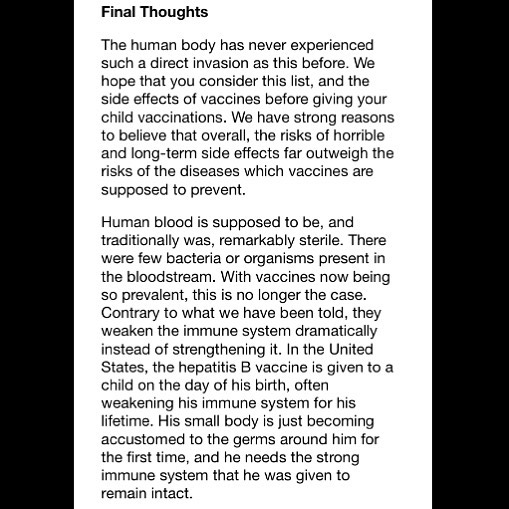 Final Thoughts
The human body has never experienced
such a direct invasion as this before. We
hope that you consider this list, and the
side effects of vaccines before giving your
child vaccinations. We have strong reasons
to believe that overall, the risks of horrible
and long-term side effects far outweigh the
risks of the diseases which vaccines are
supposed to prevent.
Human blood is supposed to be, and
traditionally was, remarkably sterile. There
were few bacteria or organisms present in
the bloodstream. With vaccines now being
so prevalent, this is no longer the case.
Contrary to what we have been told, they
weaken the immune system dramatically
instead of strengthening it. In the United
States, the hepatitis B vaccine is given to a
child on the day of his birth, often
weakening his immune system for his
lifetime. His small body is just becoming
accustomed to the germs around him for
the first time, and he needs the strong
immune system that he was given to
remain intact.